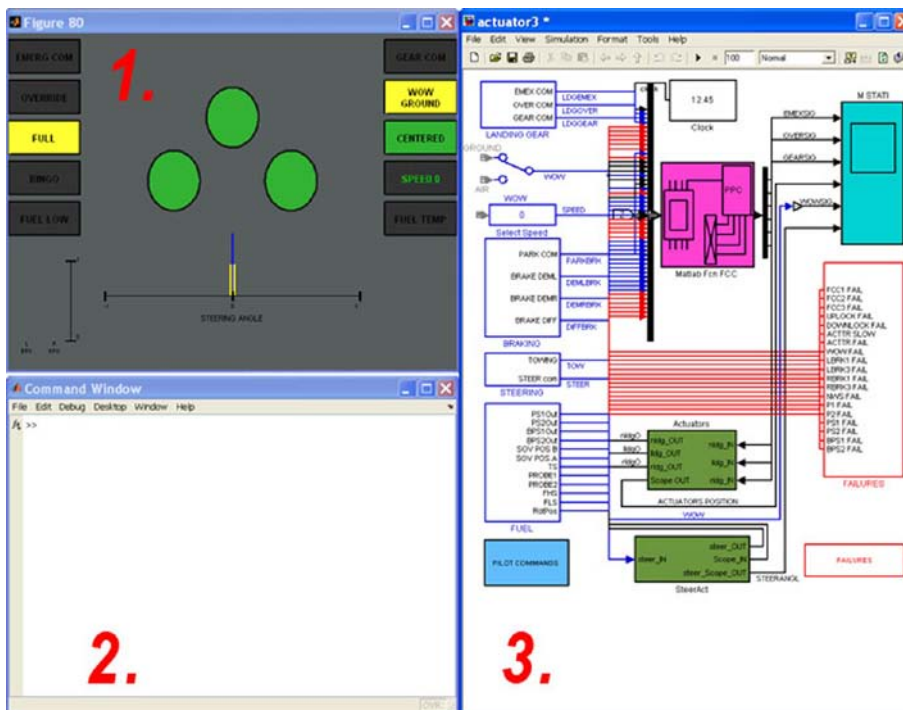 Figure 80
1.
EMERG COM
OVERRIDE
FULL
BINGO
FUEL LOW
GEAR COM
WOW GROUND
CENTERED
SPEED 0
FUEL TEMP
-1
0
1
STEERING ANGLE
Command Window
File Edit Debug Desktop Window Help
>>
2.
OVR
actuator3 *
File Edit View Simulation Format Tools Help
100
Normal
EMEX COM
OVER COM
GEAR COM
LDGEMEX
LDGOVER
LDGGEAR
LANDING GEAR
12.45
Clock
M STATI
EMEXSIG
OVERSIG
GEARSIG
WOWSIG
GROUND
AIR
WOW
WOW
0
SPEED
Select Speed
PPC
Matlab Fcn FCC
PARK COM
BRAKE DEML
BRAKE DEMR
BRAKE DIFF
PARKBRK
DEMLBRK
DEMRBRK
DIFFBRK
BRAKING
TOWING
STEER com
TOW
STEER
STEERING
FCC1 FAIL
FCC2 FAIL
FCC3 FAIL
UPLOCK FAIL
DOWNLOCK FAIL
ACTTR SLOW
ACTTR FAIL
WOW FAIL
LBRK1 FAIL
LBRK3 FAIL
RBRK1 FAIL
RBRK3 FAIL
NWS FAIL
P1 FAIL
P2 FAIL
PS1 FAIL
PS2 FAIL
BPS1 FAIL
BPS2 FAIL
FAILURES
PS1Out
PS2Out
BPS1Out
BPS2Out
SOV POS B
SOV POS A
TS
PROBE1
PROBE2
FHS
FLS
RotPos
FUEL
Actuators
Scope OUT
ACTUATORS POSITION
WOW
PILOT COMMANDS
steer_IN
steer_OUT
Scope_IN
steer_Scope_OUT
STEERANGL
SteerAct
FAILURES
3.